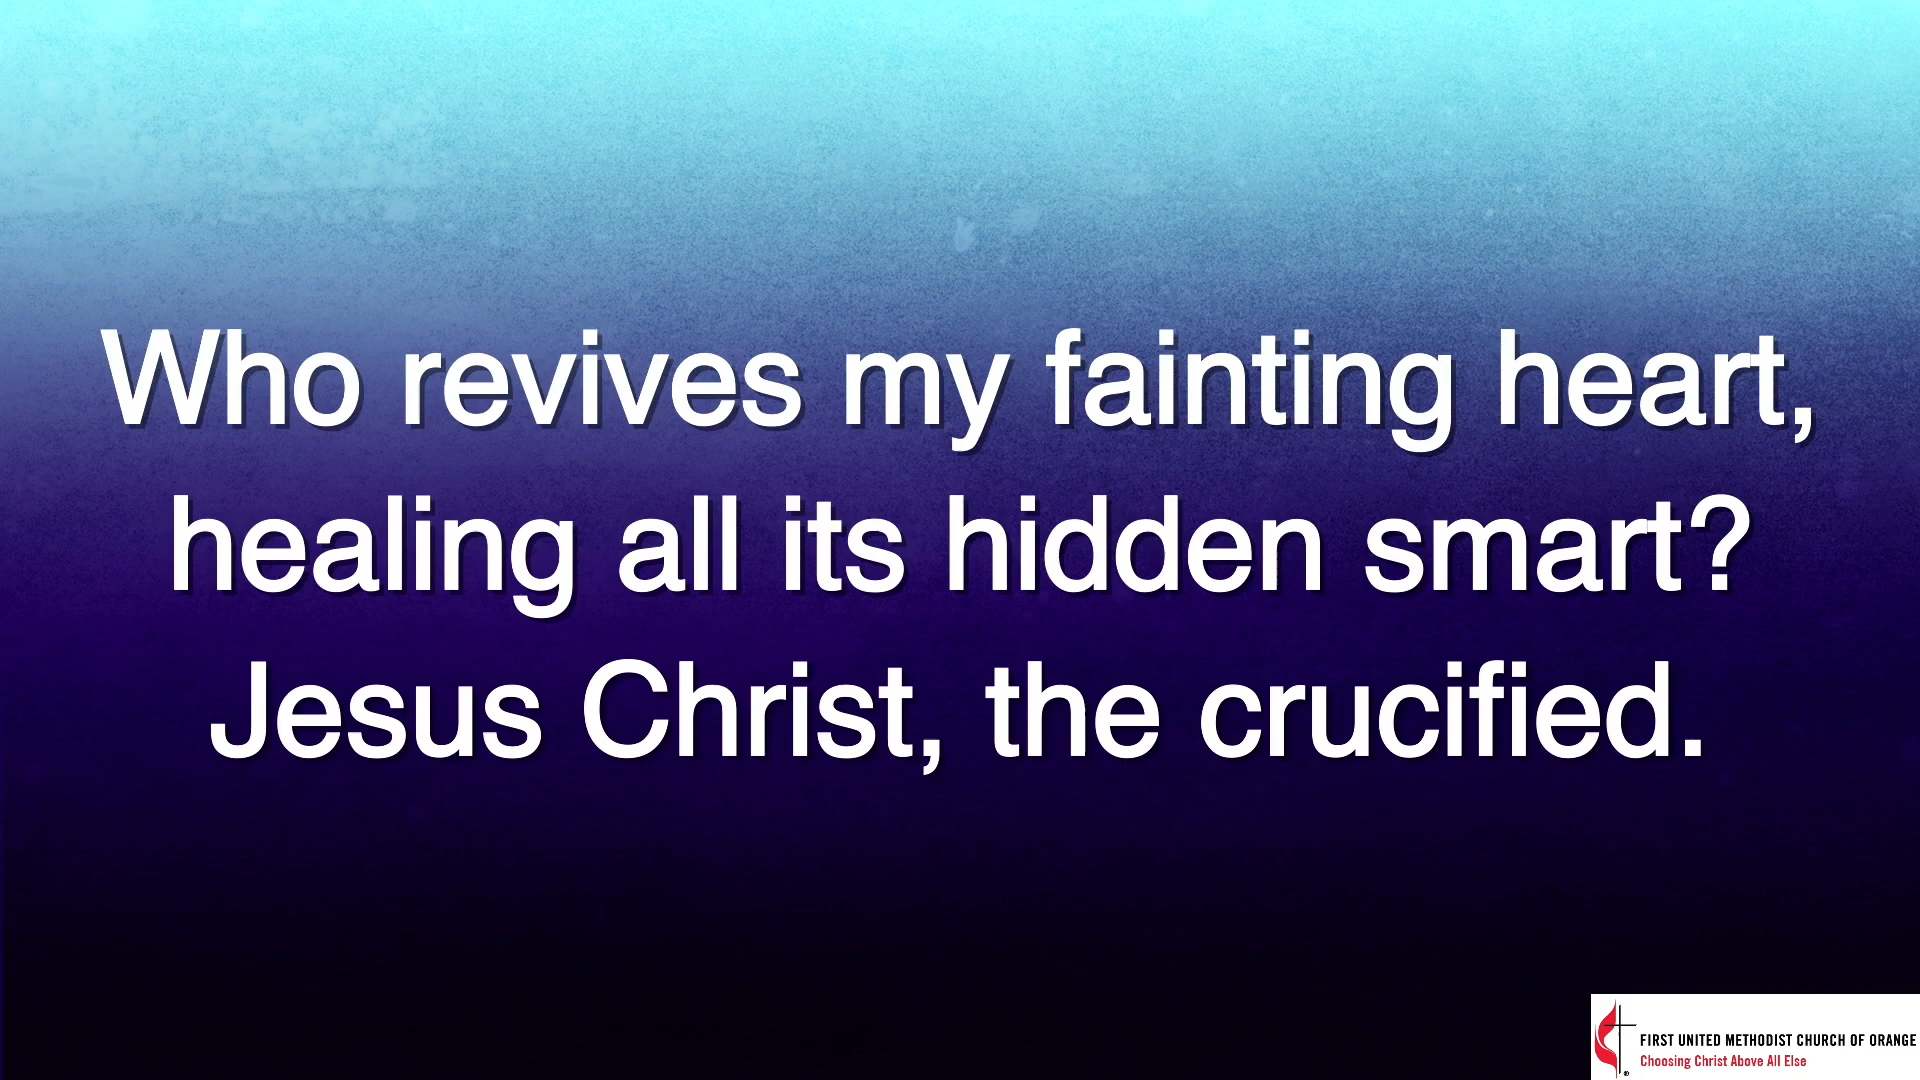 Who revives my fainting heart,
healing all its hidden smart?
Jesus Christ, the crucified.
FIRST UNITED METHODIST CHURCH OF ORANGE
Choosing Christ Above All Else